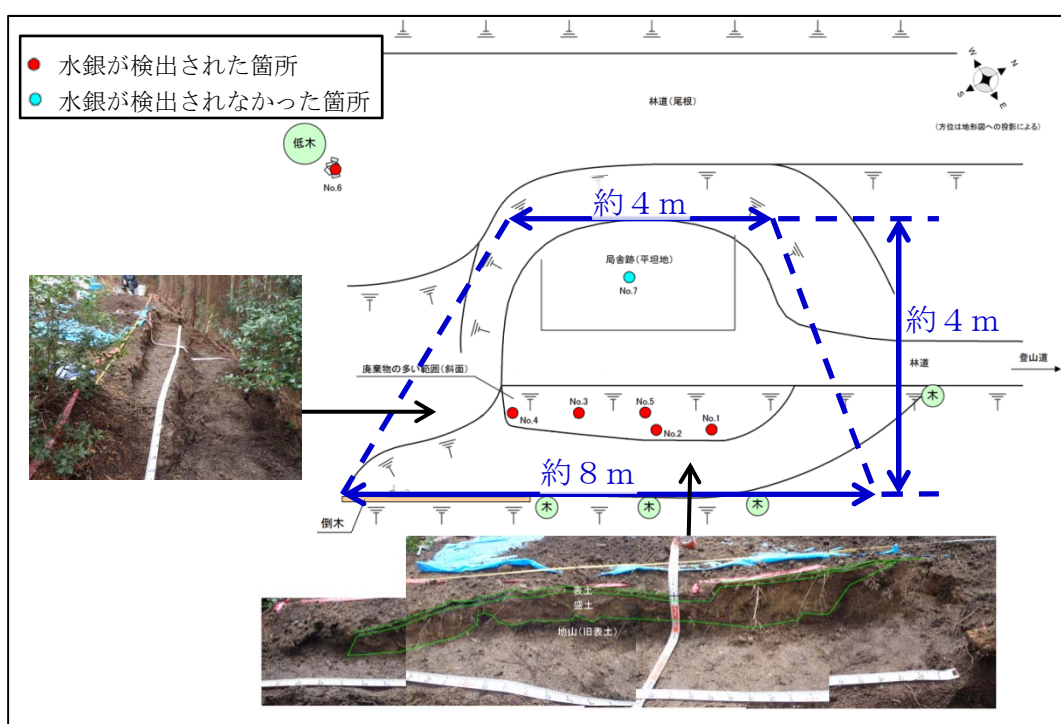 水銀が検出された箇所
水銀が検出されなかった箇所
林道(尾根)
W
N
S
E
(方位は地形図への投影による)
低木
No.6
約4m
局舎跡(平坦地)
No.7
約4m
林道
登山道
廃棄物の多い範囲(斜面)
No.4
No.3
No.5
No.2
No.1
木
約8m
木
木
木
倒木
表土
盛土
地山(旧表土)